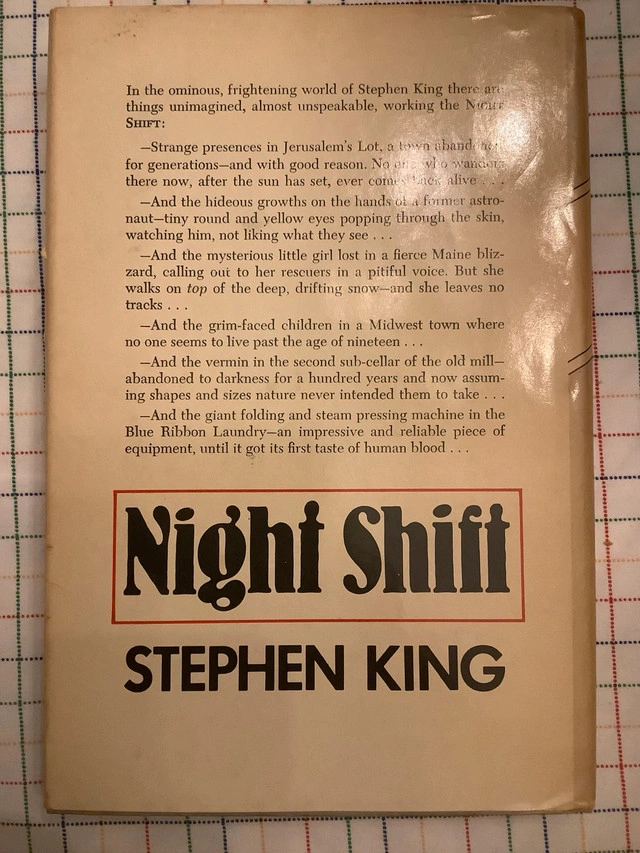 In the ominous, frightening world of Stephen King there are
things unimagined, almost unspeakable, working the NIGHT
SHIFT:
—Strange presences in Jerusalem's Lot, a town abandoned
for generations—and with good reason. No one who wanders
there now, after the sun has set, ever comes back alive . . .
—And the hideous growths on the hands of a former astro-
naut—tiny round and yellow eyes popping through the skin,
watching him, not liking what they see . . .
—And the mysterious little girl lost in a fierce Maine bliz-
zard, calling out to her rescuers in a pitiful voice. But she
walks on top of the deep, drifting snow—and she leaves no
tracks . . .
—And the grim-faced children in a Midwest town where
no one seems to live past the age of nineteen . . .
—And the vermin in the second sub-cellar of the old mill—
abandoned to darkness for a hundred years and now assum-
ing shapes and sizes nature never intended them to take . . .
—And the giant folding and steam pressing machine in the
Blue Ribbon Laundry—an impressive and reliable piece of
equipment, until it got its first taste of human blood . . .
Night Shift
STEPHEN KING